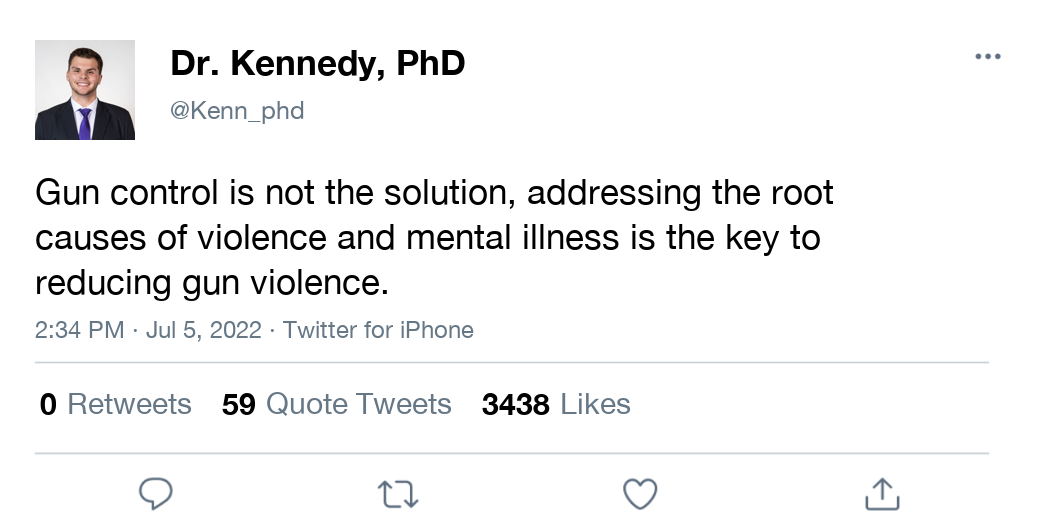 Dr. Kennedy, PhD
@Kenn_phd
Gun control is not the solution, addressing the root
causes of violence and mental illness is the key to
reducing gun violence.
2:34 PM · Jul 5, 2022 · Twitter for iPhone
0 Retweets 59 Quote Tweets 3438 Likes